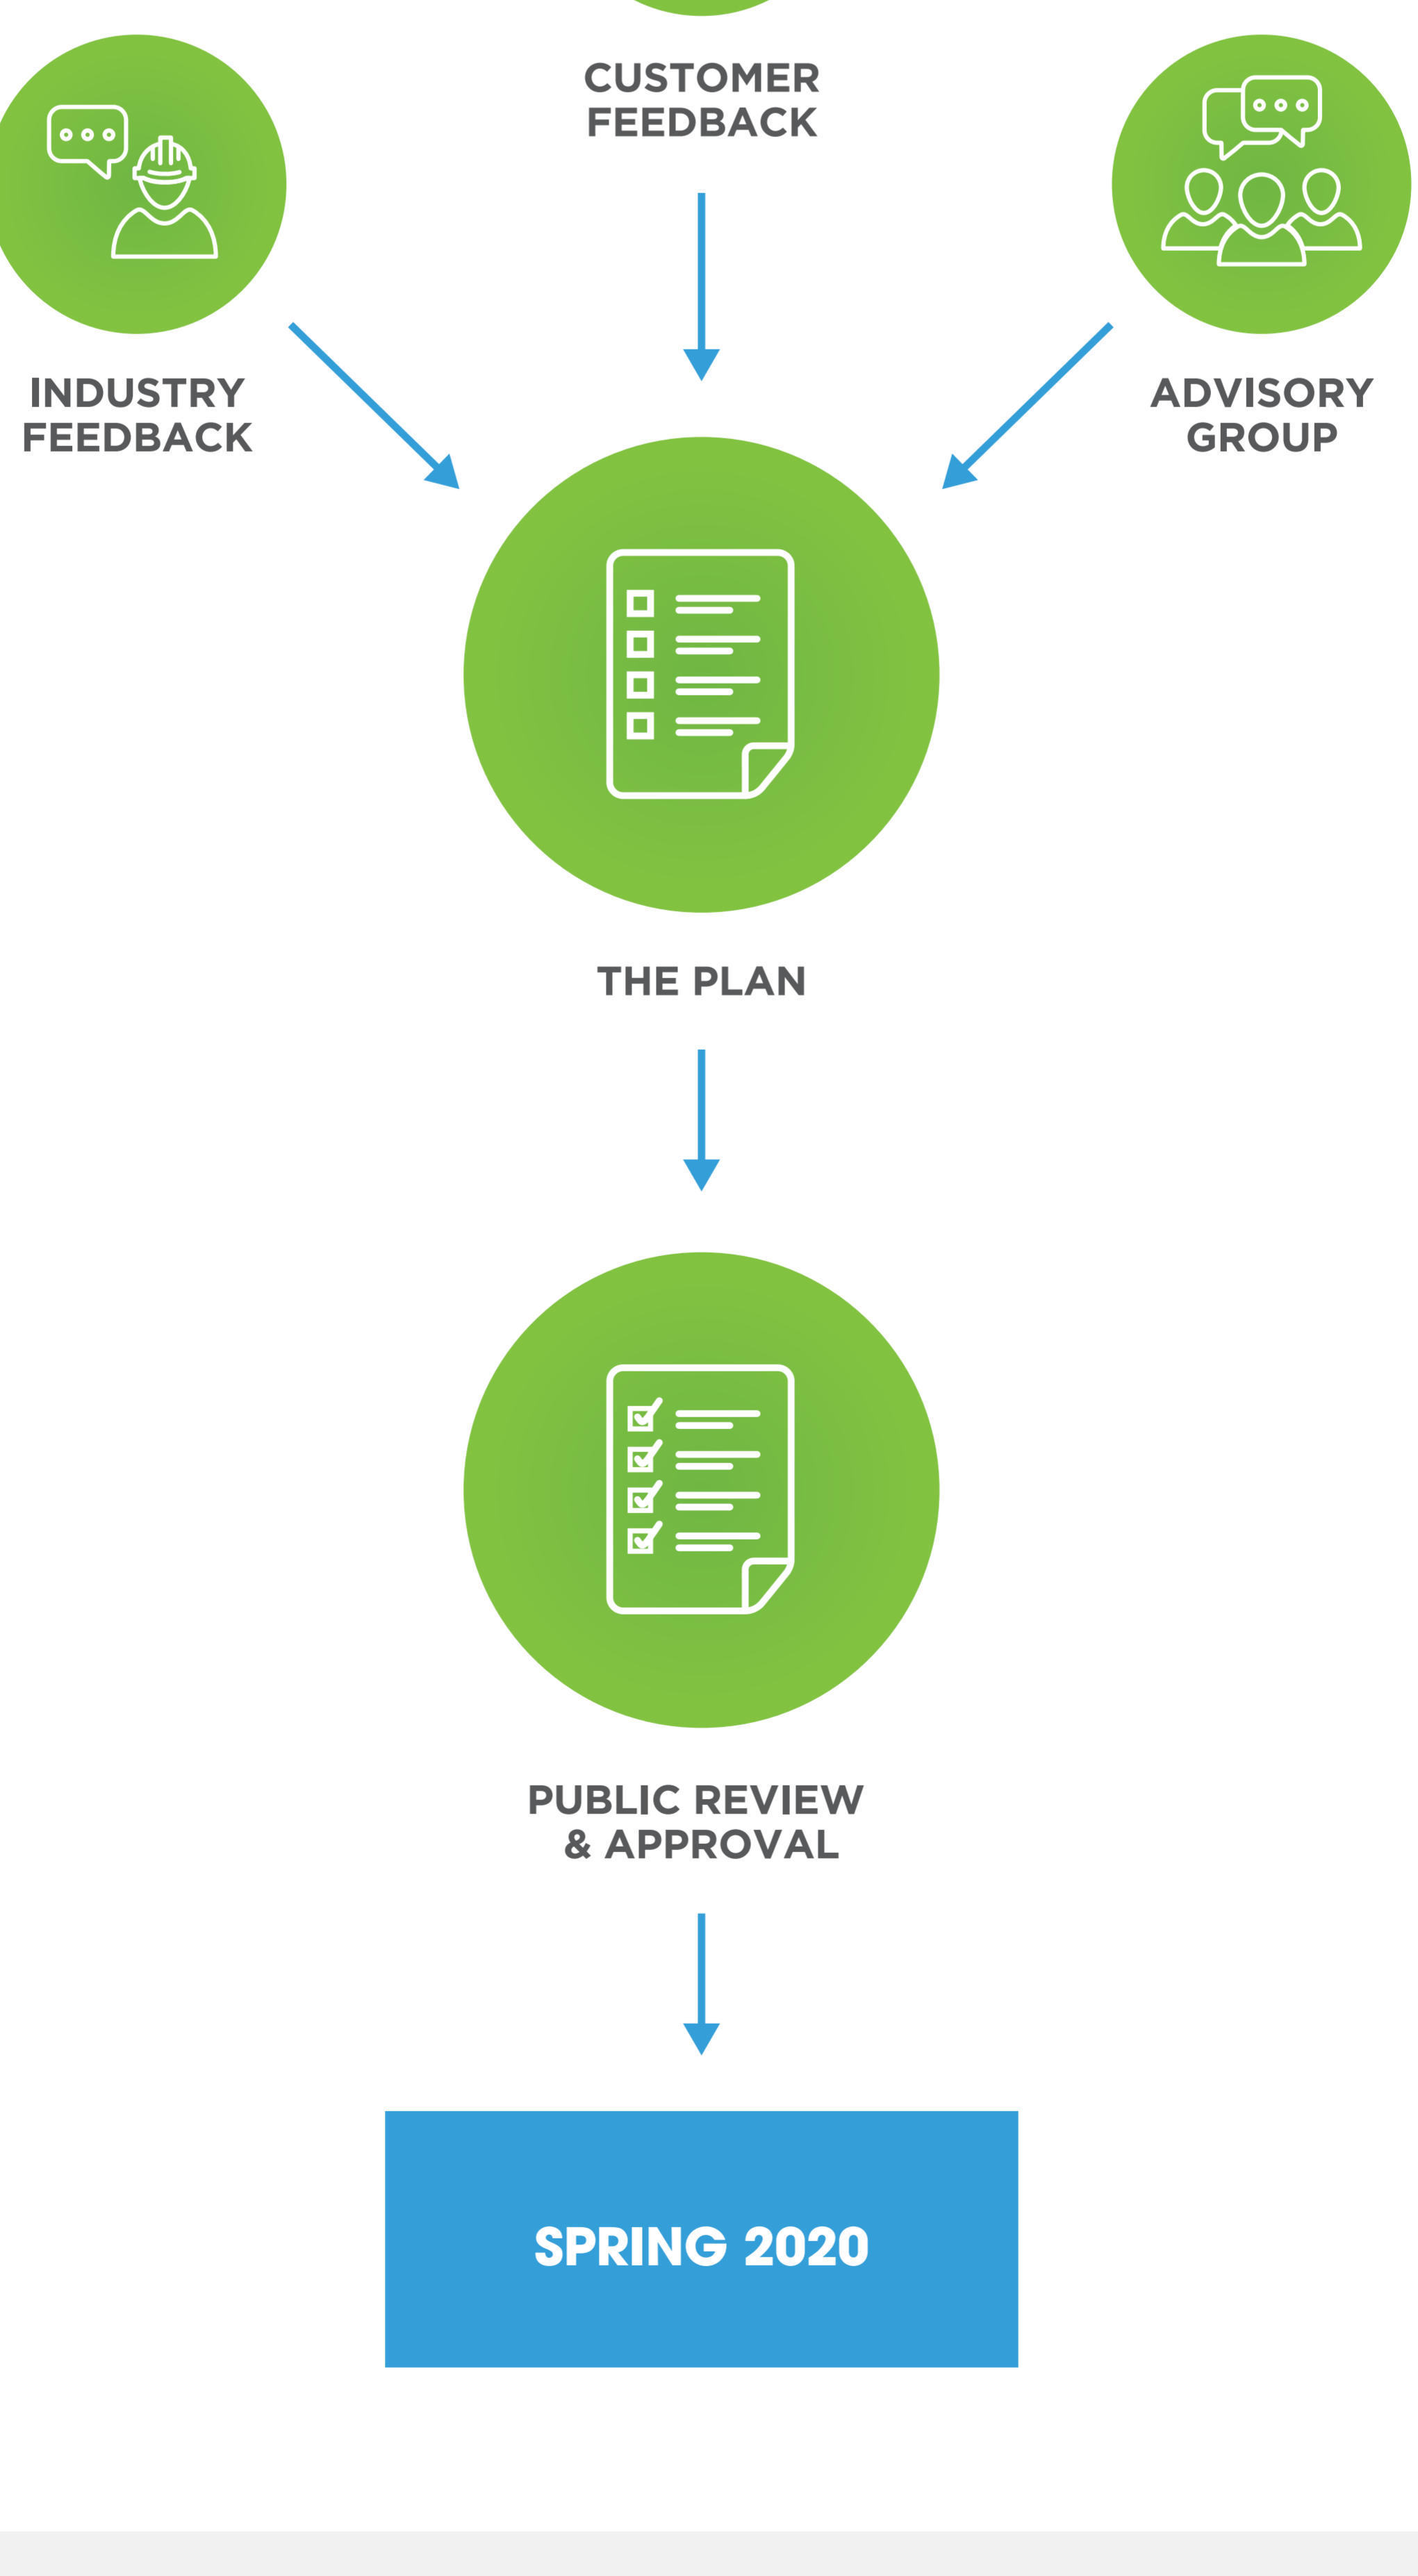 CUSTOMER
FEEDBACK
INDUSTRY
FEEDBACK
ADVISORY
GROUP
THE PLAN
PUBLIC REVIEW
& APPROVAL
SPRING 2020